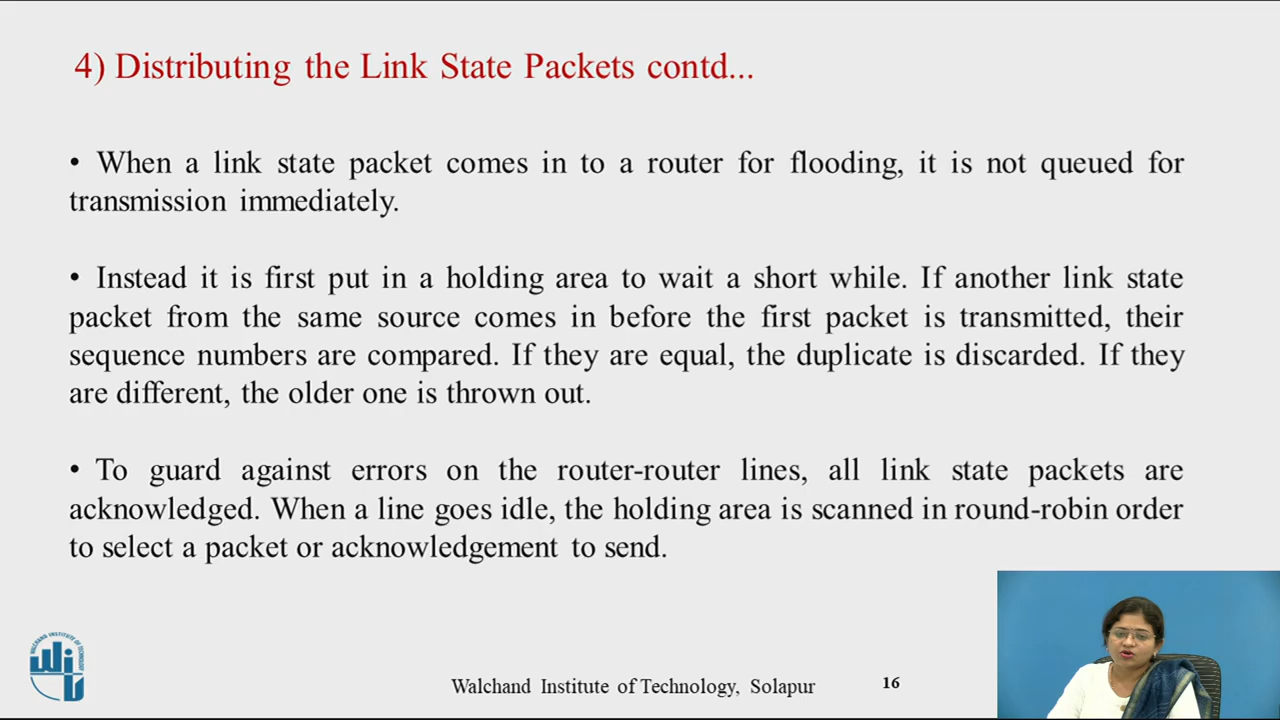 4) Distributing the Link State Packets contd...
• When a link state packet comes in to a router for flooding, it is not queued for
transmission immediately.
• Instead it is first put in a holding area to wait a short while. If another link state
packet from the same source comes in before the first packet is transmitted, their
sequence numbers are compared. If they are equal, the duplicate is discarded. If they
are different, the older one is thrown out.
• To guard against errors on the router-router lines, all link state packets are
acknowledged. When a line goes idle, the holding area is scanned in round-robin order
to select a packet or acknowledgement to send.
WALCHAND INSTITUTE OF TECHNOLOGY
WIT
Walchand Institute of Technology, Solapur
16